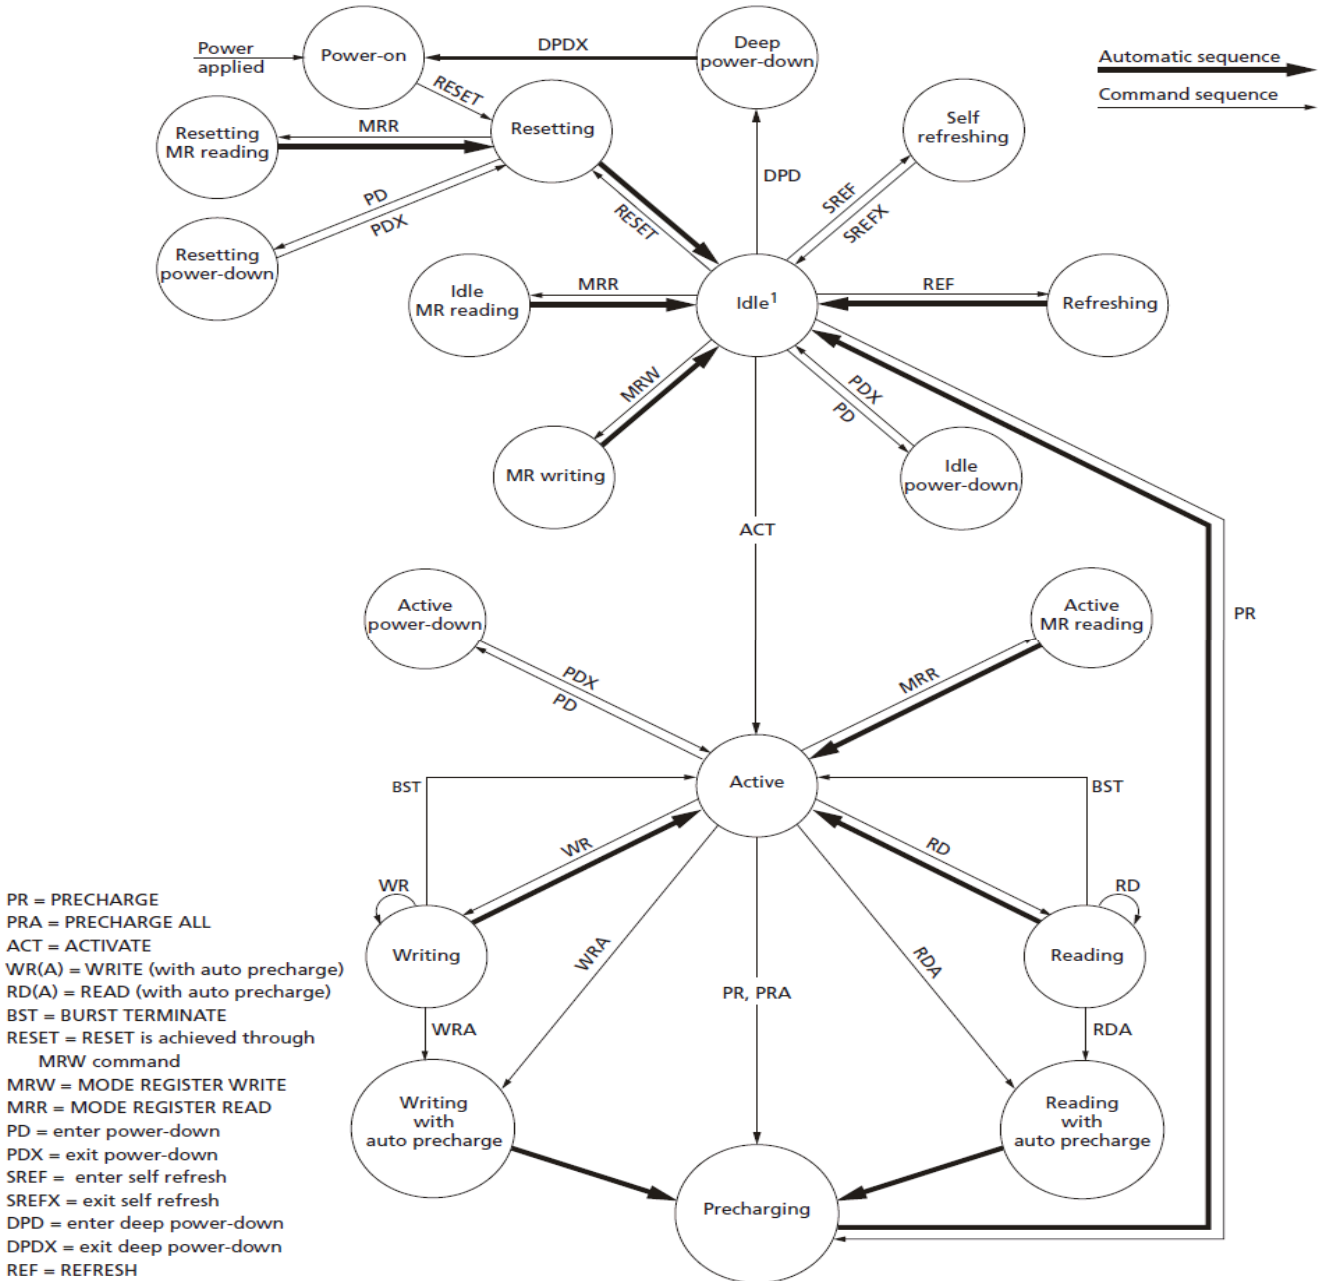 Power
applied
Power-on
DPDX
Deep
power-down
Automatic sequence
Command sequence
RESET
Resetting
MR reading
MRR
Resetting
Self
refreshing
DPD
PD
PDX
SREF
SREFX
RESET
Resetting
power-down
Idle
MR reading
MRR
Idle1
REF
Refreshing
MRW
PDX
PD
MR writing
Idle
power-down
ACT
Active
power-down
Active
MR reading
PR
PDX
PD
MRR
BST
Active
BST
WR
RD
WR
RD
Writing
WRA
RDA
Reading
PR, PRA
WRA
RDA
Writing
with
auto precharge
Reading
with
auto precharge
Precharging
PR = PRECHARGE
PRA = PRECHARGE ALL
ACT = ACTIVATE
WR(A) = WRITE (with auto precharge)
RD(A) = READ (with auto precharge)
BST = BURST TERMINATE
RESET = RESET is achieved through
MRW command
MRW = MODE REGISTER WRITE
MRR = MODE REGISTER READ
PD = enter power-down
PDX = exit power-down
SREF = enter self refresh
SREFX = exit self refresh
DPD = enter deep power-down
DPDX = exit deep power-down
REF = REFRESH